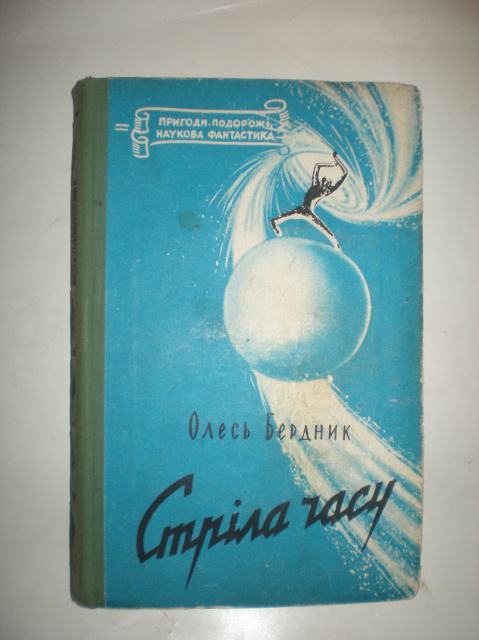 ПРИГОДИ. ПОДОРОЖІ.
НАУКОВА ФАНТАСТИКА
Олесь Бердник
Стріла часу